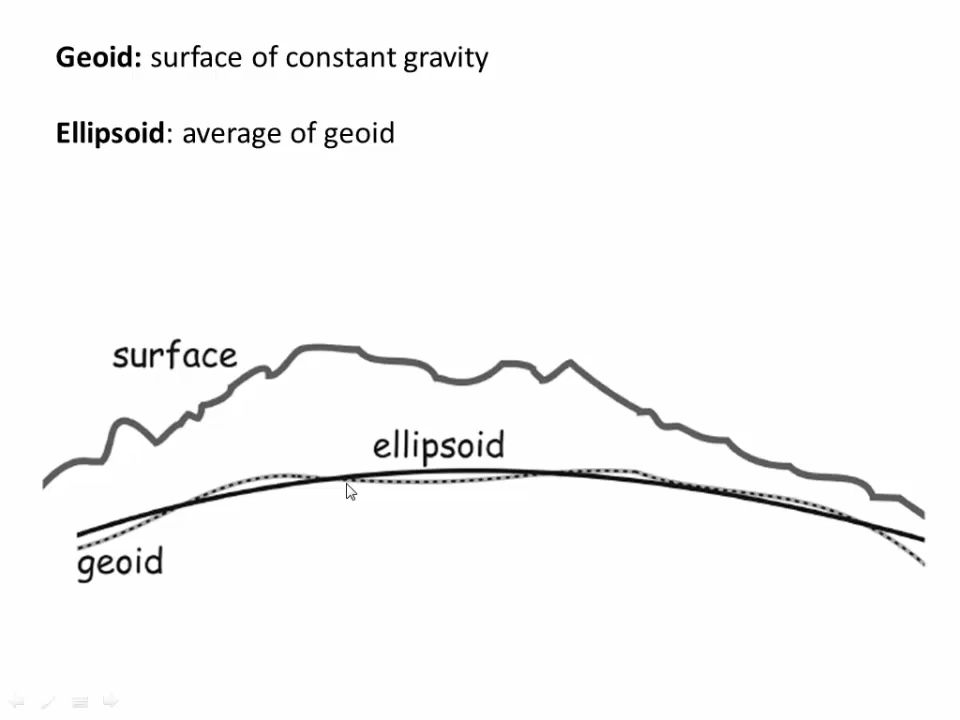 Geoid: surface of constant gravity
Ellipsoid: average of geoid
surface
ellipsoid
geoid